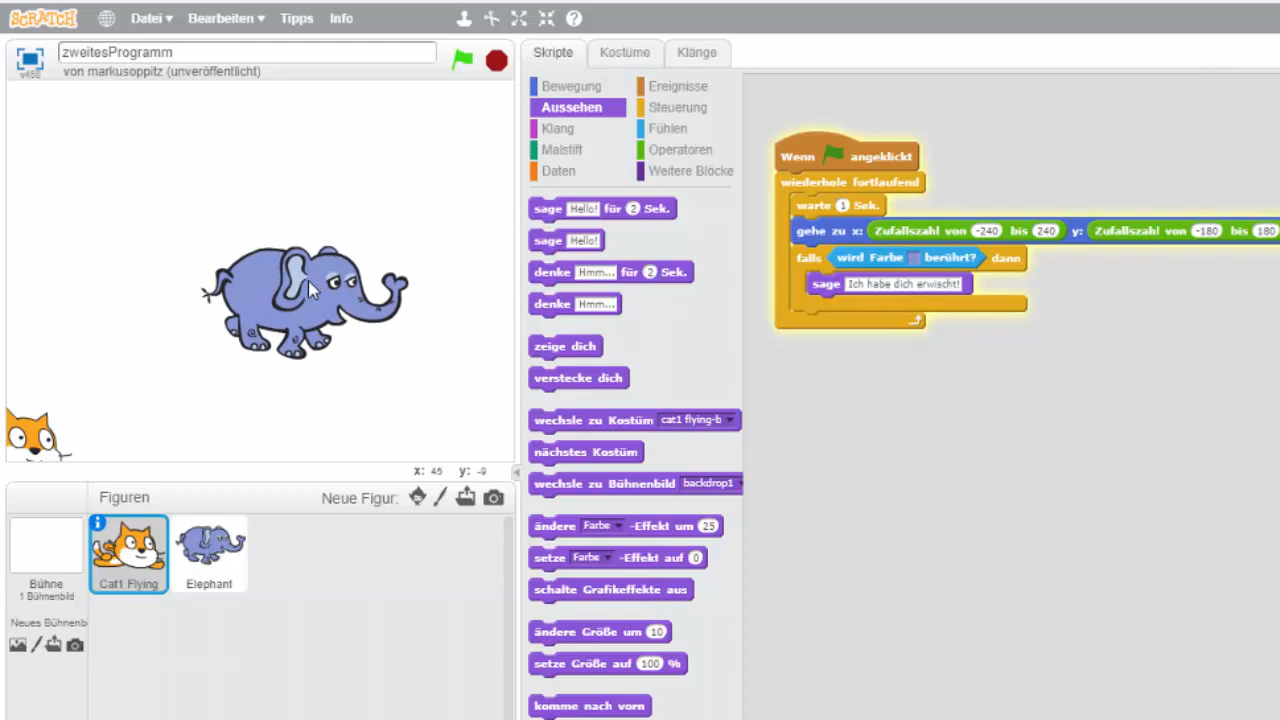 SCRATCH Datei▾ Bearbeiten▾ Tipps Info ?
v458 zweitesProgramm
von markusoppitz (unveröffentlicht)
Skripte Kostüme Klänge
Bewegung Ereignisse
Aussehen Steuerung
Klang Fühlen
Malstift Operatoren
Daten Weitere Blöcke
sage Hello! für 2 Sek.
sage Hello!
denke Hmm... für 2 Sek.
denke Hmm...
zeige dich
verstecke dich
wechsle zu Kostüm cat1 flying-b
nächstes Kostüm
wechsle zu Bühnenbild backdrop1
ändere Farbe -Effekt um 25
setze Farbe -Effekt auf 0
schalte Grafikeffekte aus
ändere Größe um 10
setze Größe auf 100 %
komme nach vorn
Wenn angeklickt
wiederhole fortlaufend
warte 1 Sek.
gehe zu x: Zufallszahl von -240 bis 240 y: Zufallszahl von -180 bis 180
falls wird Farbe berührt? dann
sage Ich habe dich erwischt!
x: 45 y: -9
Figuren Neue Figur:
Bühne
1 Bühnenbild
Neues Bühnenb
i
Cat1 Flying
Elephant